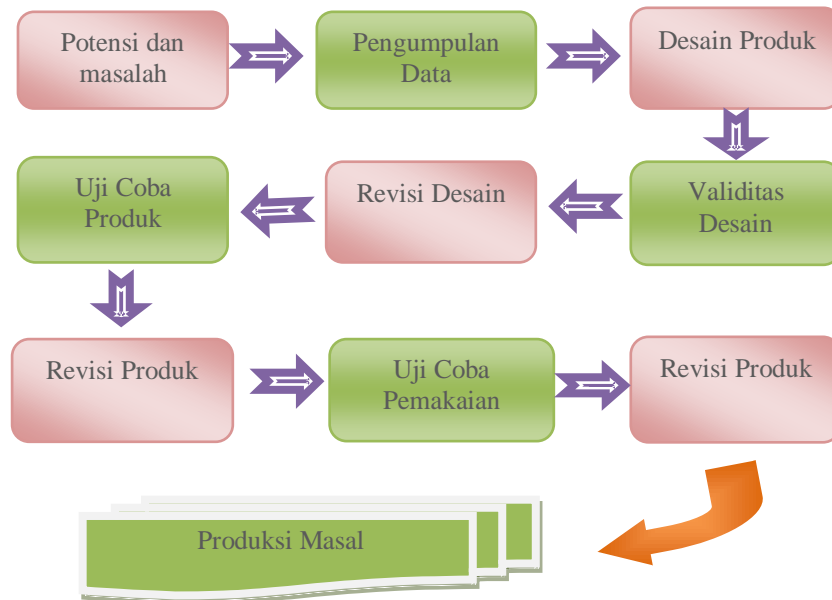 Potensi dan
masalah
Pengumpulan
Data
Desain Produk
Validitas
Desain
Revisi Desain
Uji Coba
Produk
Revisi Produk
Uji Coba
Pemakaian
Revisi Produk
Produksi Masal